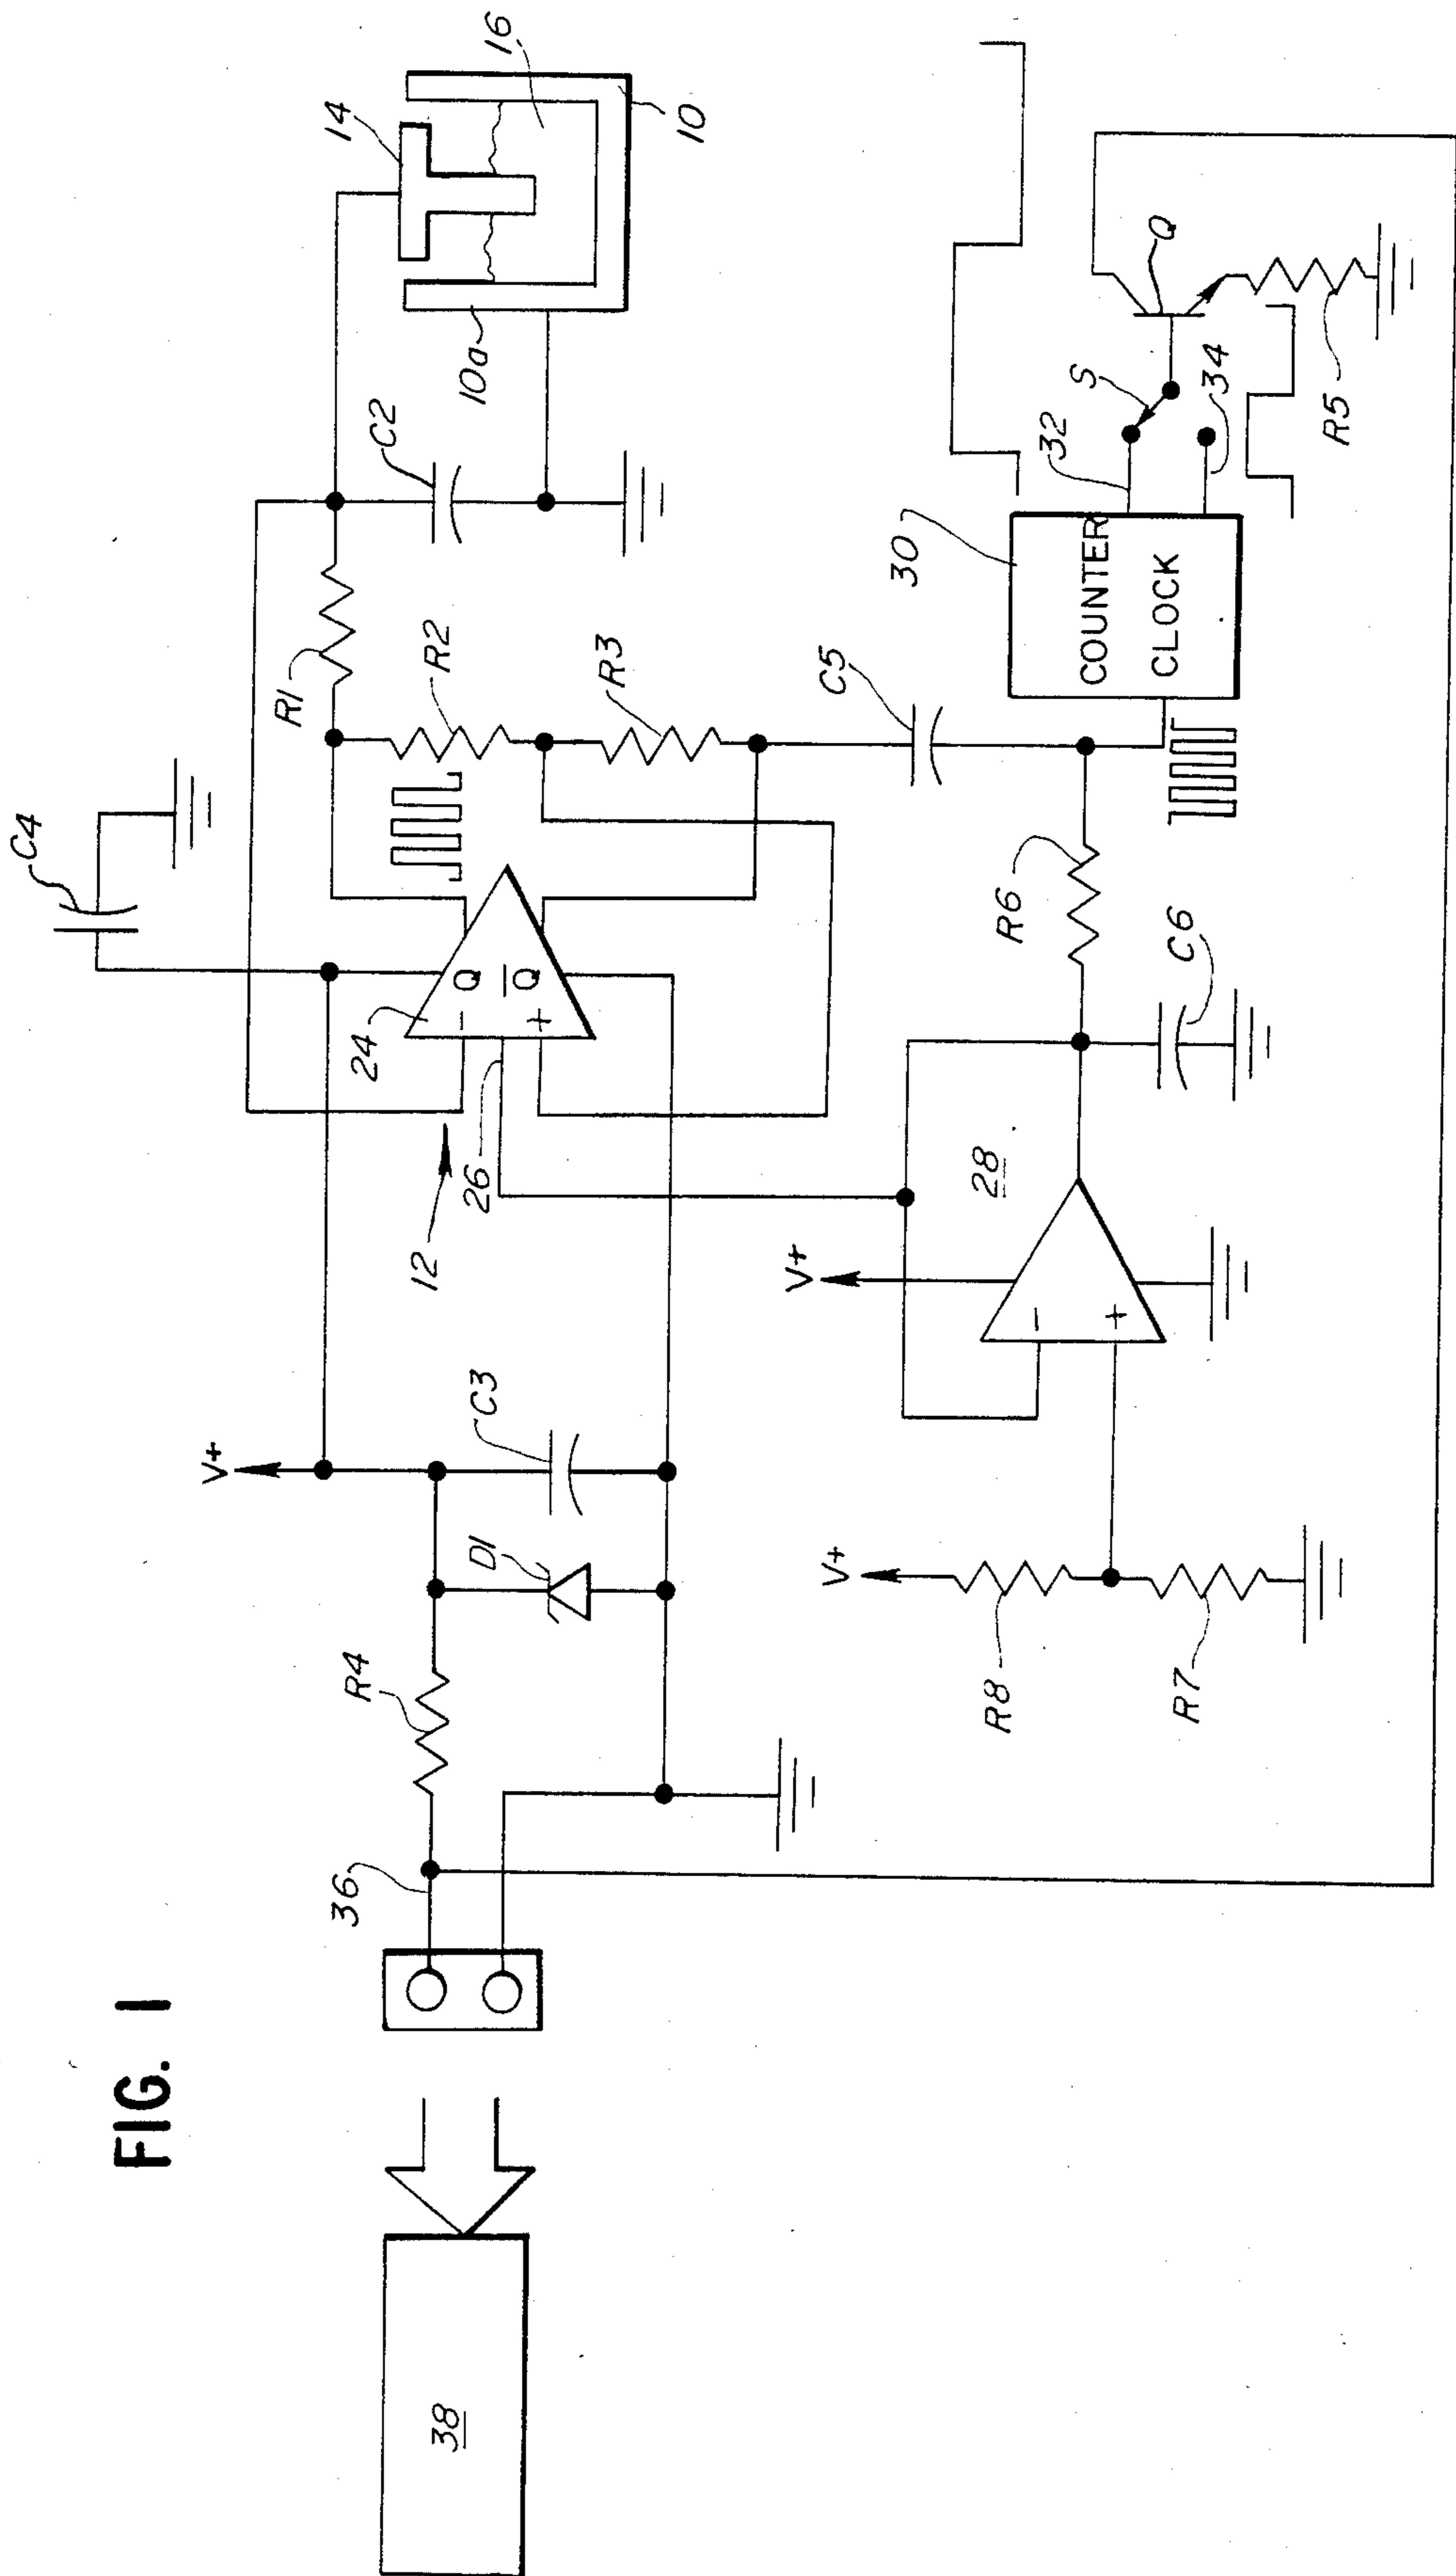 FIG. 1
38
36
R4
D1
C3
V+
12
26
24
-
+
Q
Q̅
C4
R1
R2
R3
C2
14
16
10a
10
V+
R8
R7
V+
28
-
+
C6
R6
C5
30
COUNTER
CLOCK
32
34
S
Q
R5